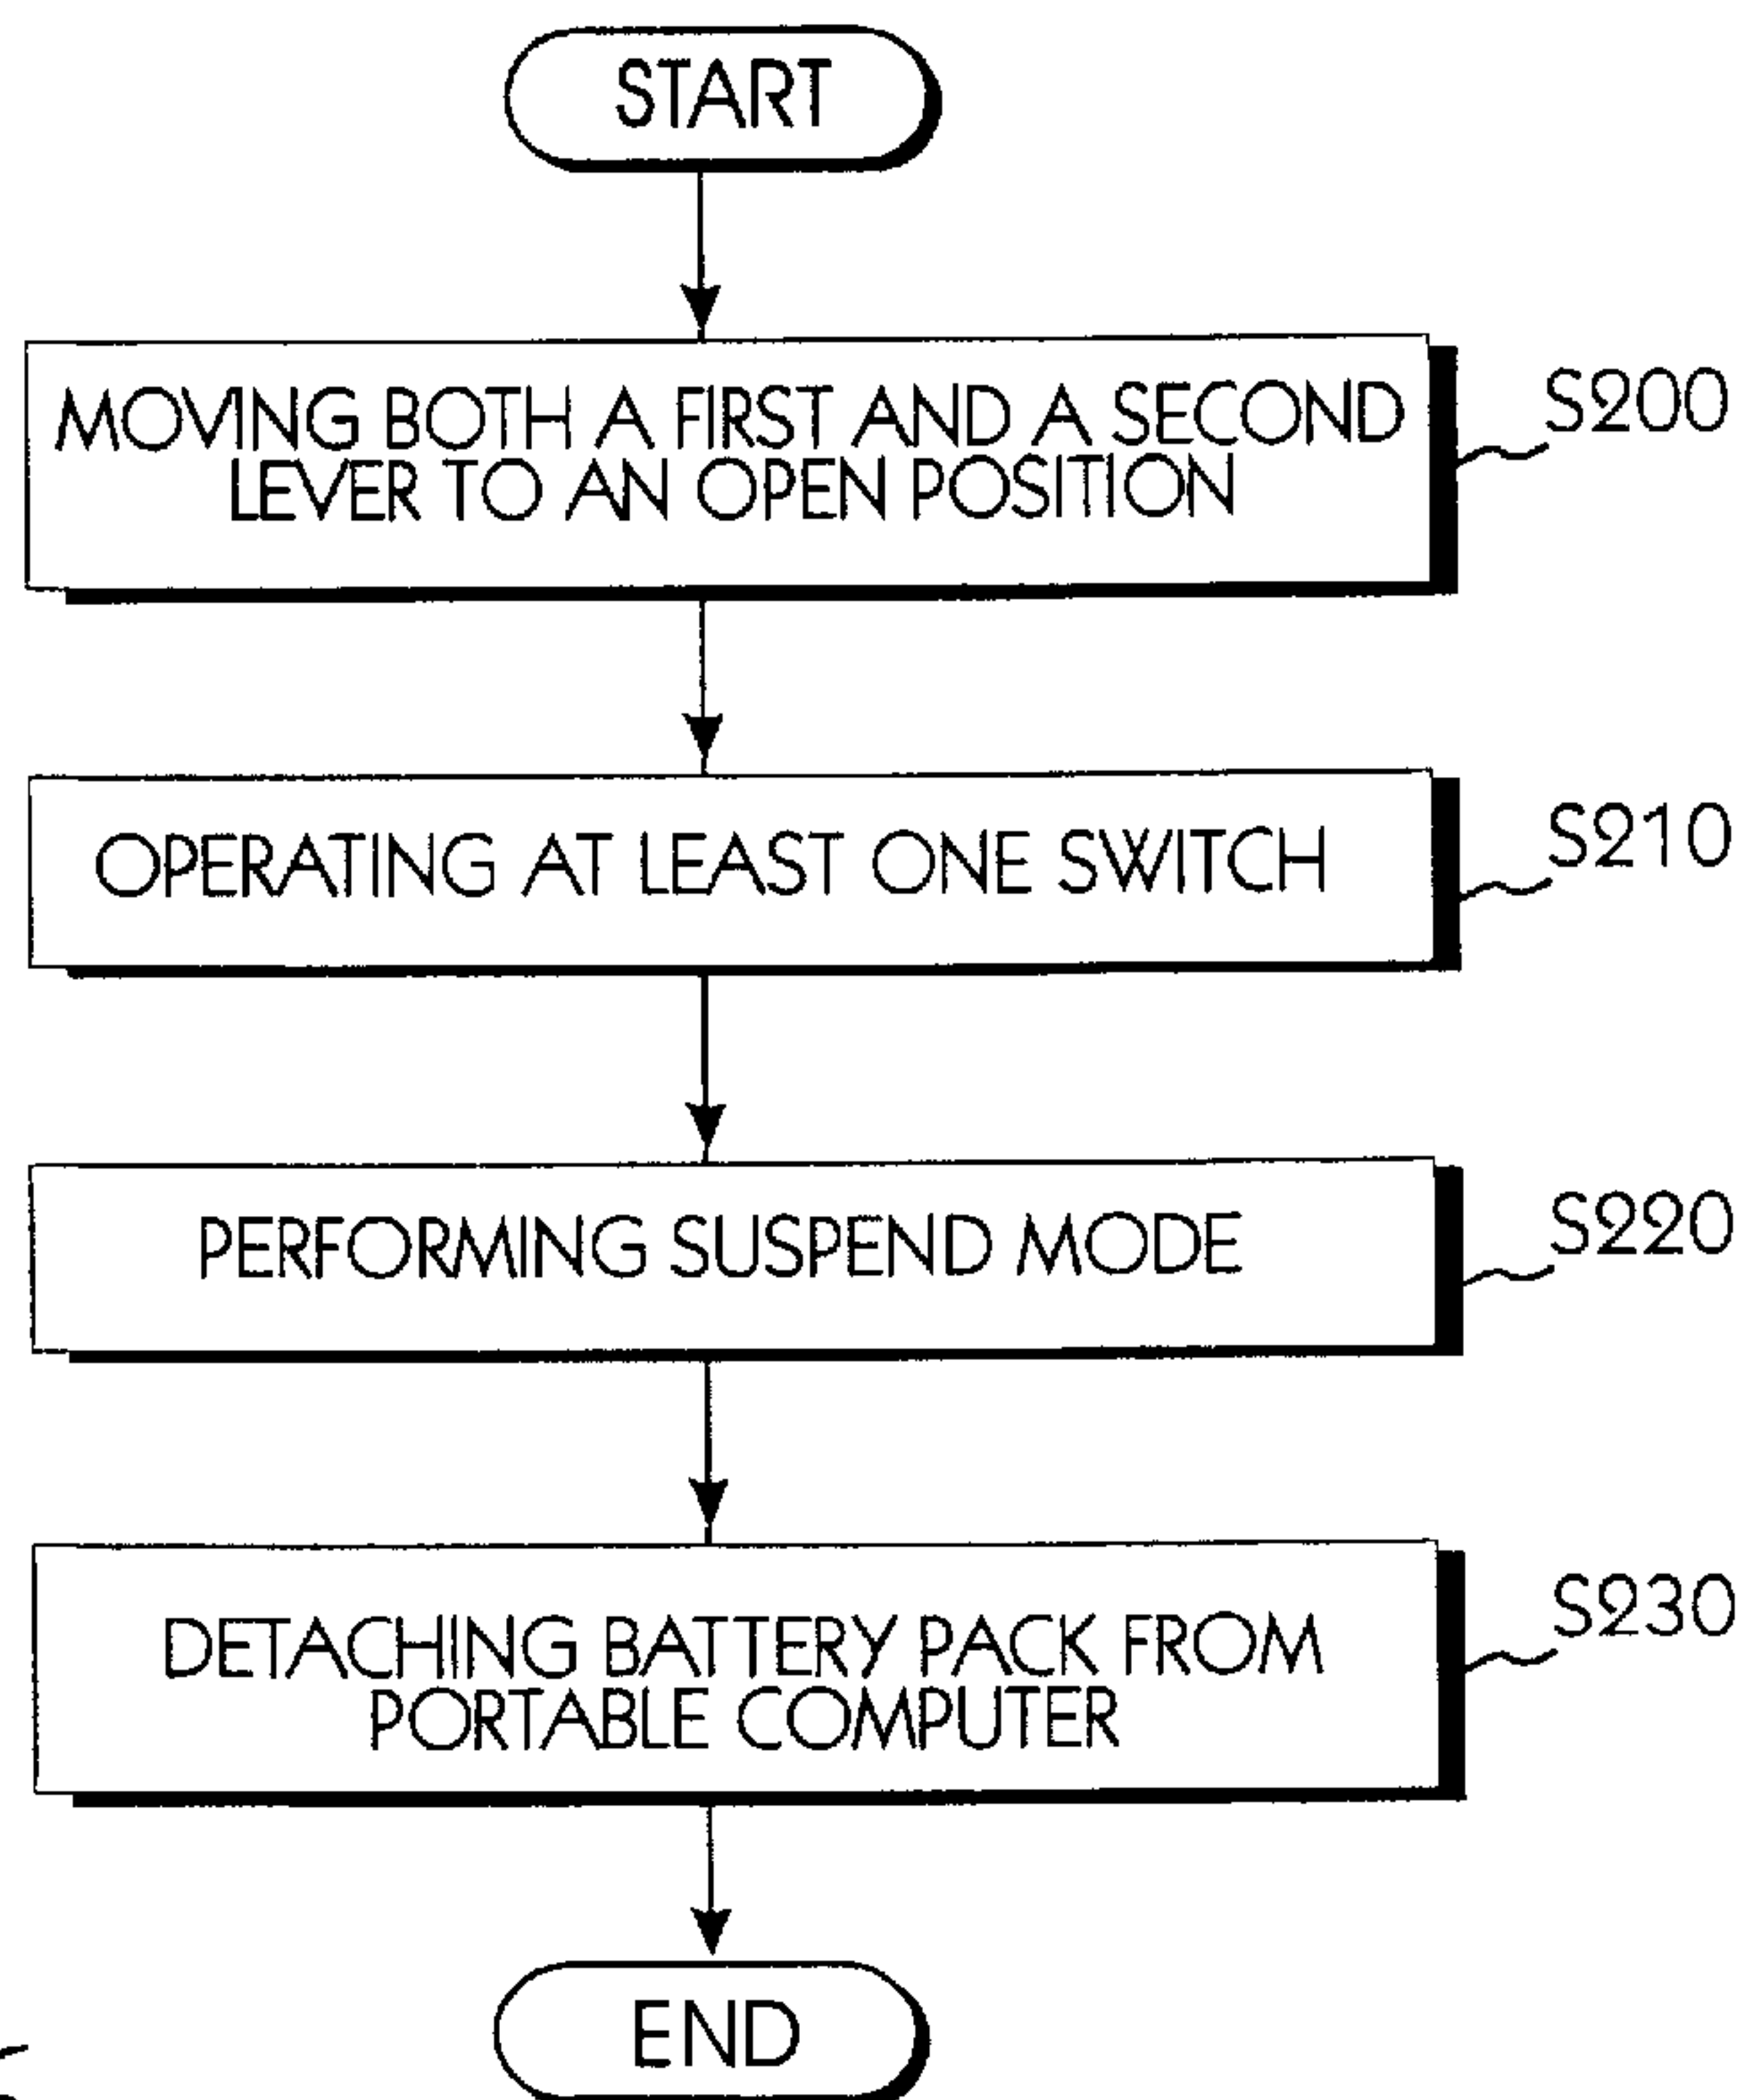 START
MOVING BOTH A FIRST AND A SECOND
LEVER TO AN OPEN POSITION
S200
OPERATING AT LEAST ONE SWITCH
S210
PERFORMING SUSPEND MODE
S220
DETACHING BATTERY PACK FROM
PORTABLE COMPUTER
S230
END